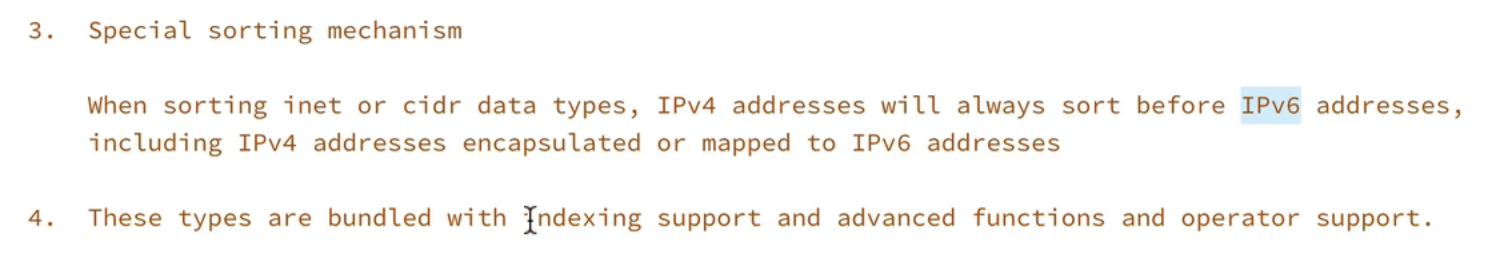 3. Special sorting mechanism
When sorting inet or cidr data types, IPv4 addresses will always sort before IPv6 addresses,
including IPv4 addresses encapsulated or mapped to IPv6 addresses
4. These types are bundled with indexing support and advanced functions and operator support.